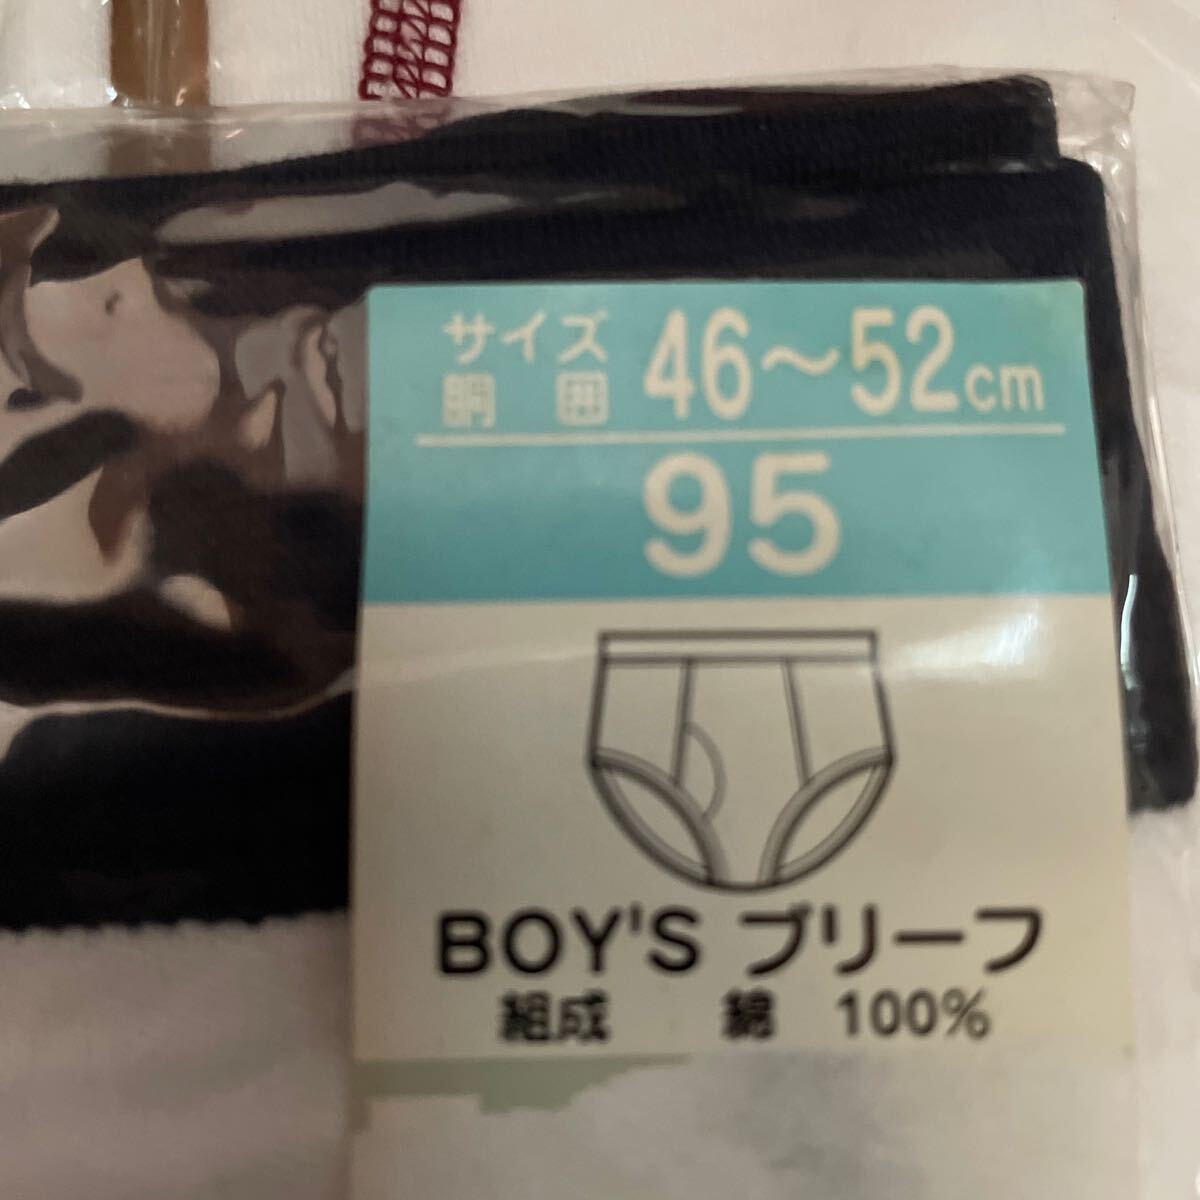 サイズ
胴囲 46～52cm
95
BOY'S ブリーフ
組成 綿 100%